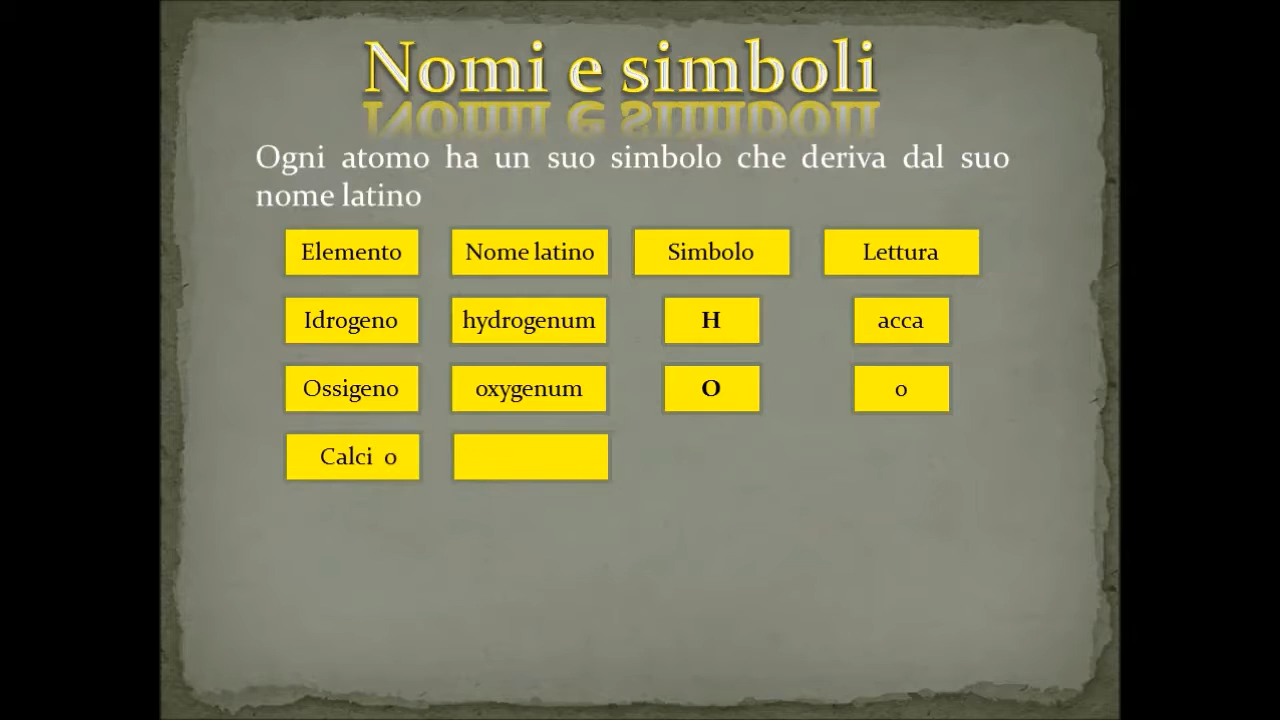 Nomi e simboli
Ogni atomo ha un suo simbolo che deriva dal suo
nome latino
Elemento Nome latino Simbolo Lettura
Idrogeno hydrogenum H acca
Ossigeno oxygenum O o
Calci o